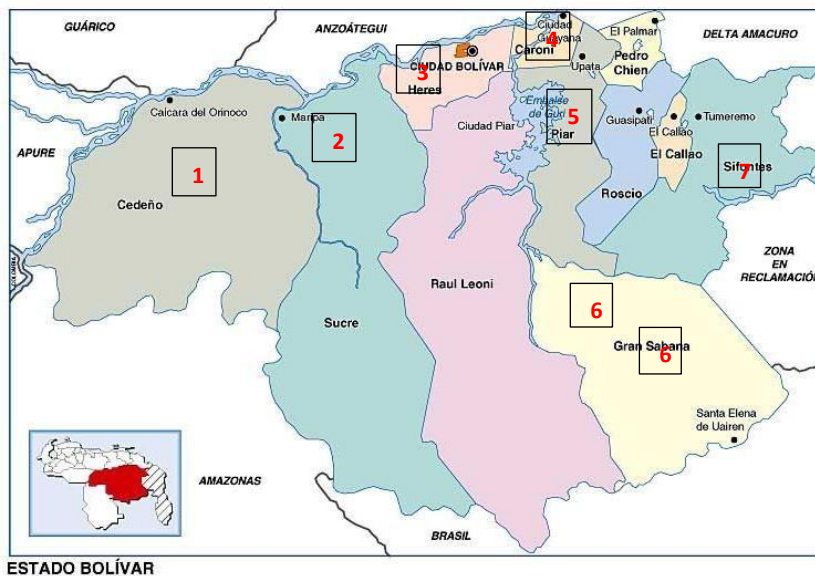 GUÁRICO
ANZOÁTEGUI
DELTA AMACURO
Ciudad
Guayana
4
Caroní
El Palmar
Pedro
Chien
Upata
CIUDAD BOLÍVAR
3
Heres
Caicara del Orinoco
Maripa
2
Ciudad Piar
Embalse
de Guri
5
Piar
Guasipati
El Callao
El Callao
Tumeremo
Sifontes
7
APURE
1
Cedeño
Roscio
ZONA
EN
RECLAMACIÓN
Raul Leoni
Sucre
6
Gran Sabana
6
Santa Elena
de Uairen
AMAZONAS
BRASIL
ESTADO BOLÍVAR